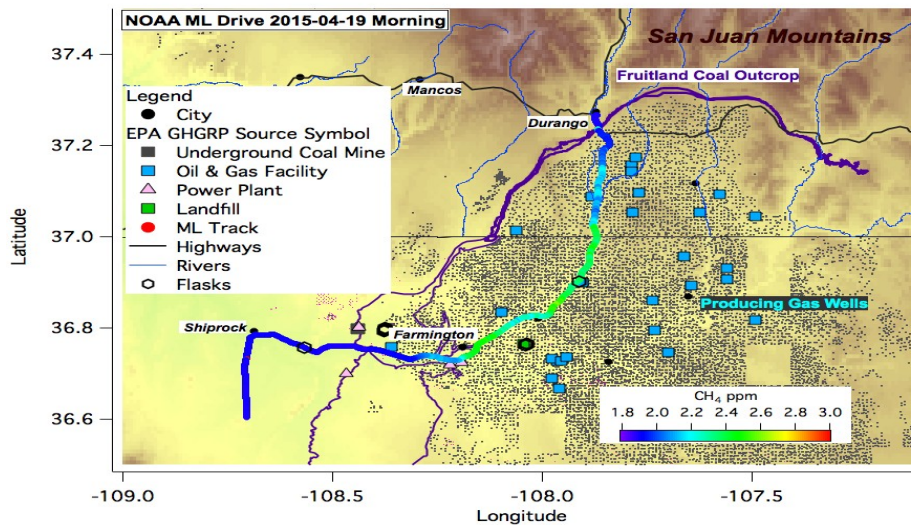 NOAA ML Drive 2015-04-19 Morning
San Juan Mountains
Fruitland Coal Outcrop
Mancos
Durango
Legend
City
EPA GHGRP Source Symbol
Underground Coal Mine
Oil & Gas Facility
Power Plant
Landfill
ML Track
Highways
Rivers
Flasks
Producing Gas Wells
Shiprock
Farmington
CH4 ppm
1.8 2.0 2.2 2.4 2.6 2.8 3.0
37.4
37.2
37.0
36.8
36.6
Latitude
-109.0 -108.5 -108.0 -107.5
Longitude